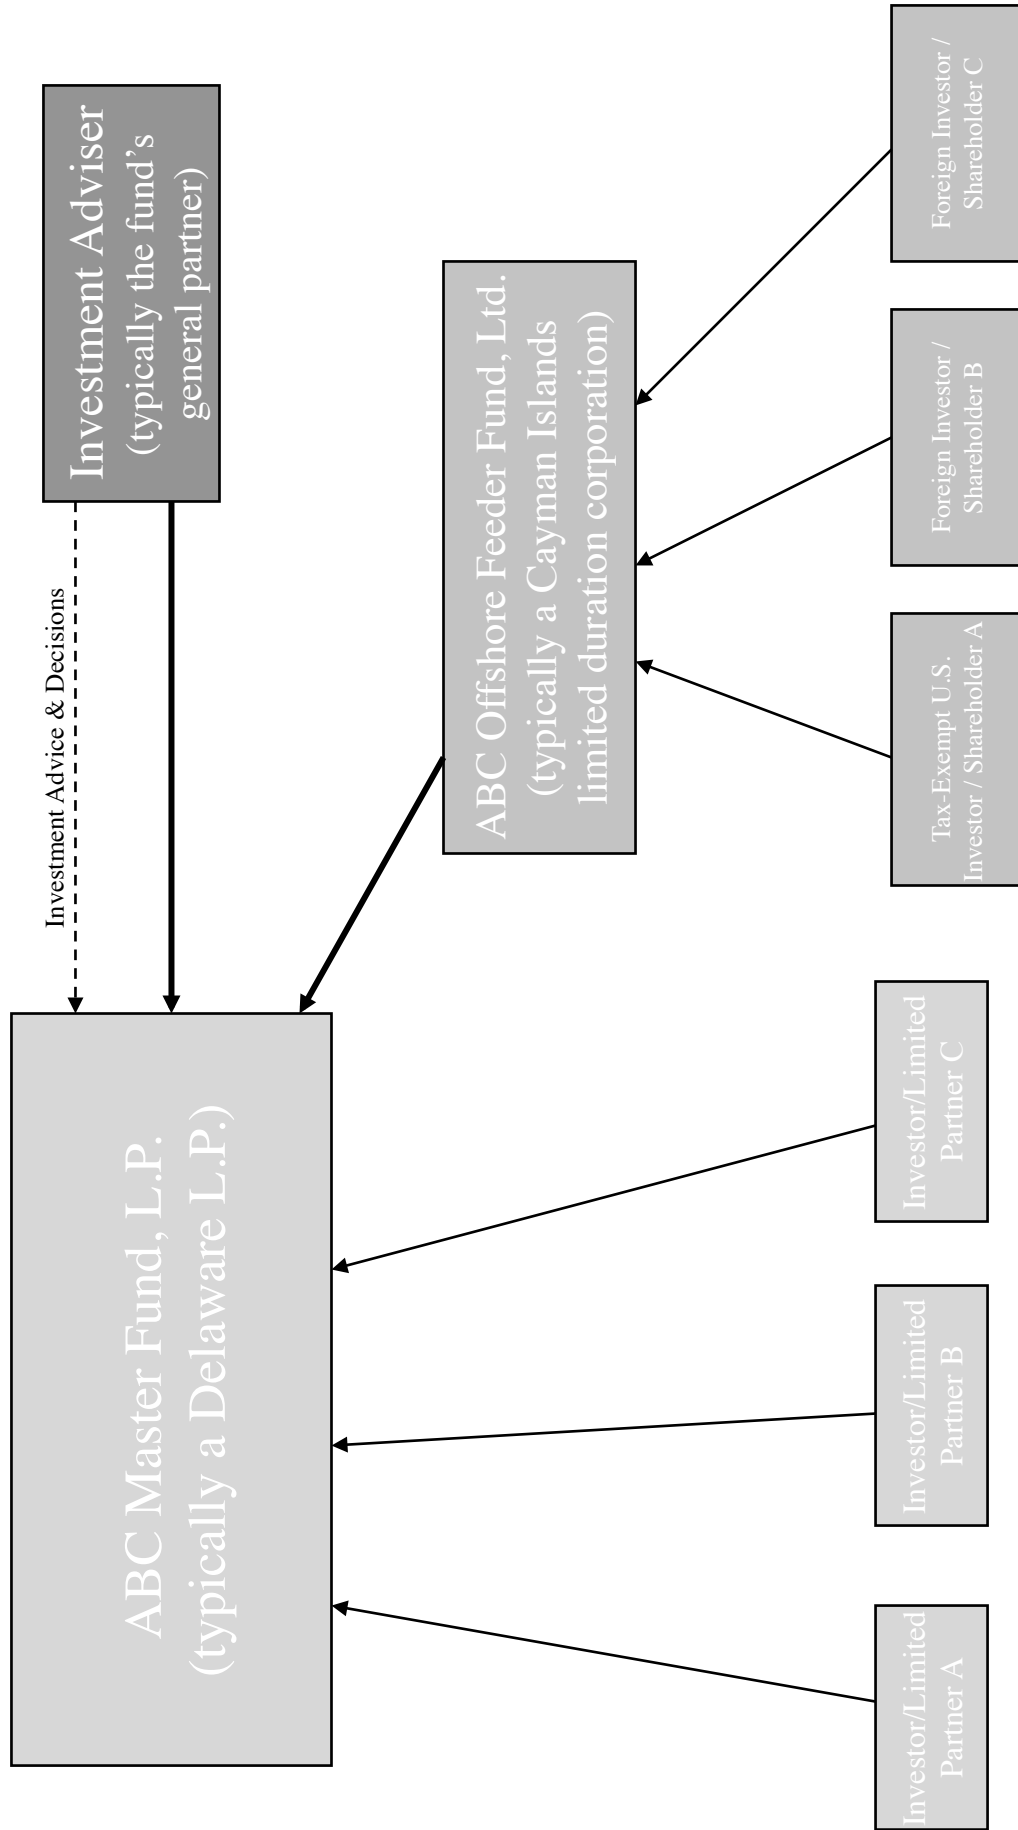 ABC Master Fund, L.P.
(typically a Delaware L.P.)
Investment Advice & Decisions
Investment Adviser
(typically the fund's
general partner)
ABC Offshore Feeder Fund, Ltd.
(typically a Cayman Islands
limited duration corporation)
Investor/Limited
Partner A
Investor/Limited
Partner B
Investor/Limited
Partner C
Tax-Exempt U.S.
Investor / Shareholder A
Foreign Investor /
Shareholder B
Foreign Investor /
Shareholder C